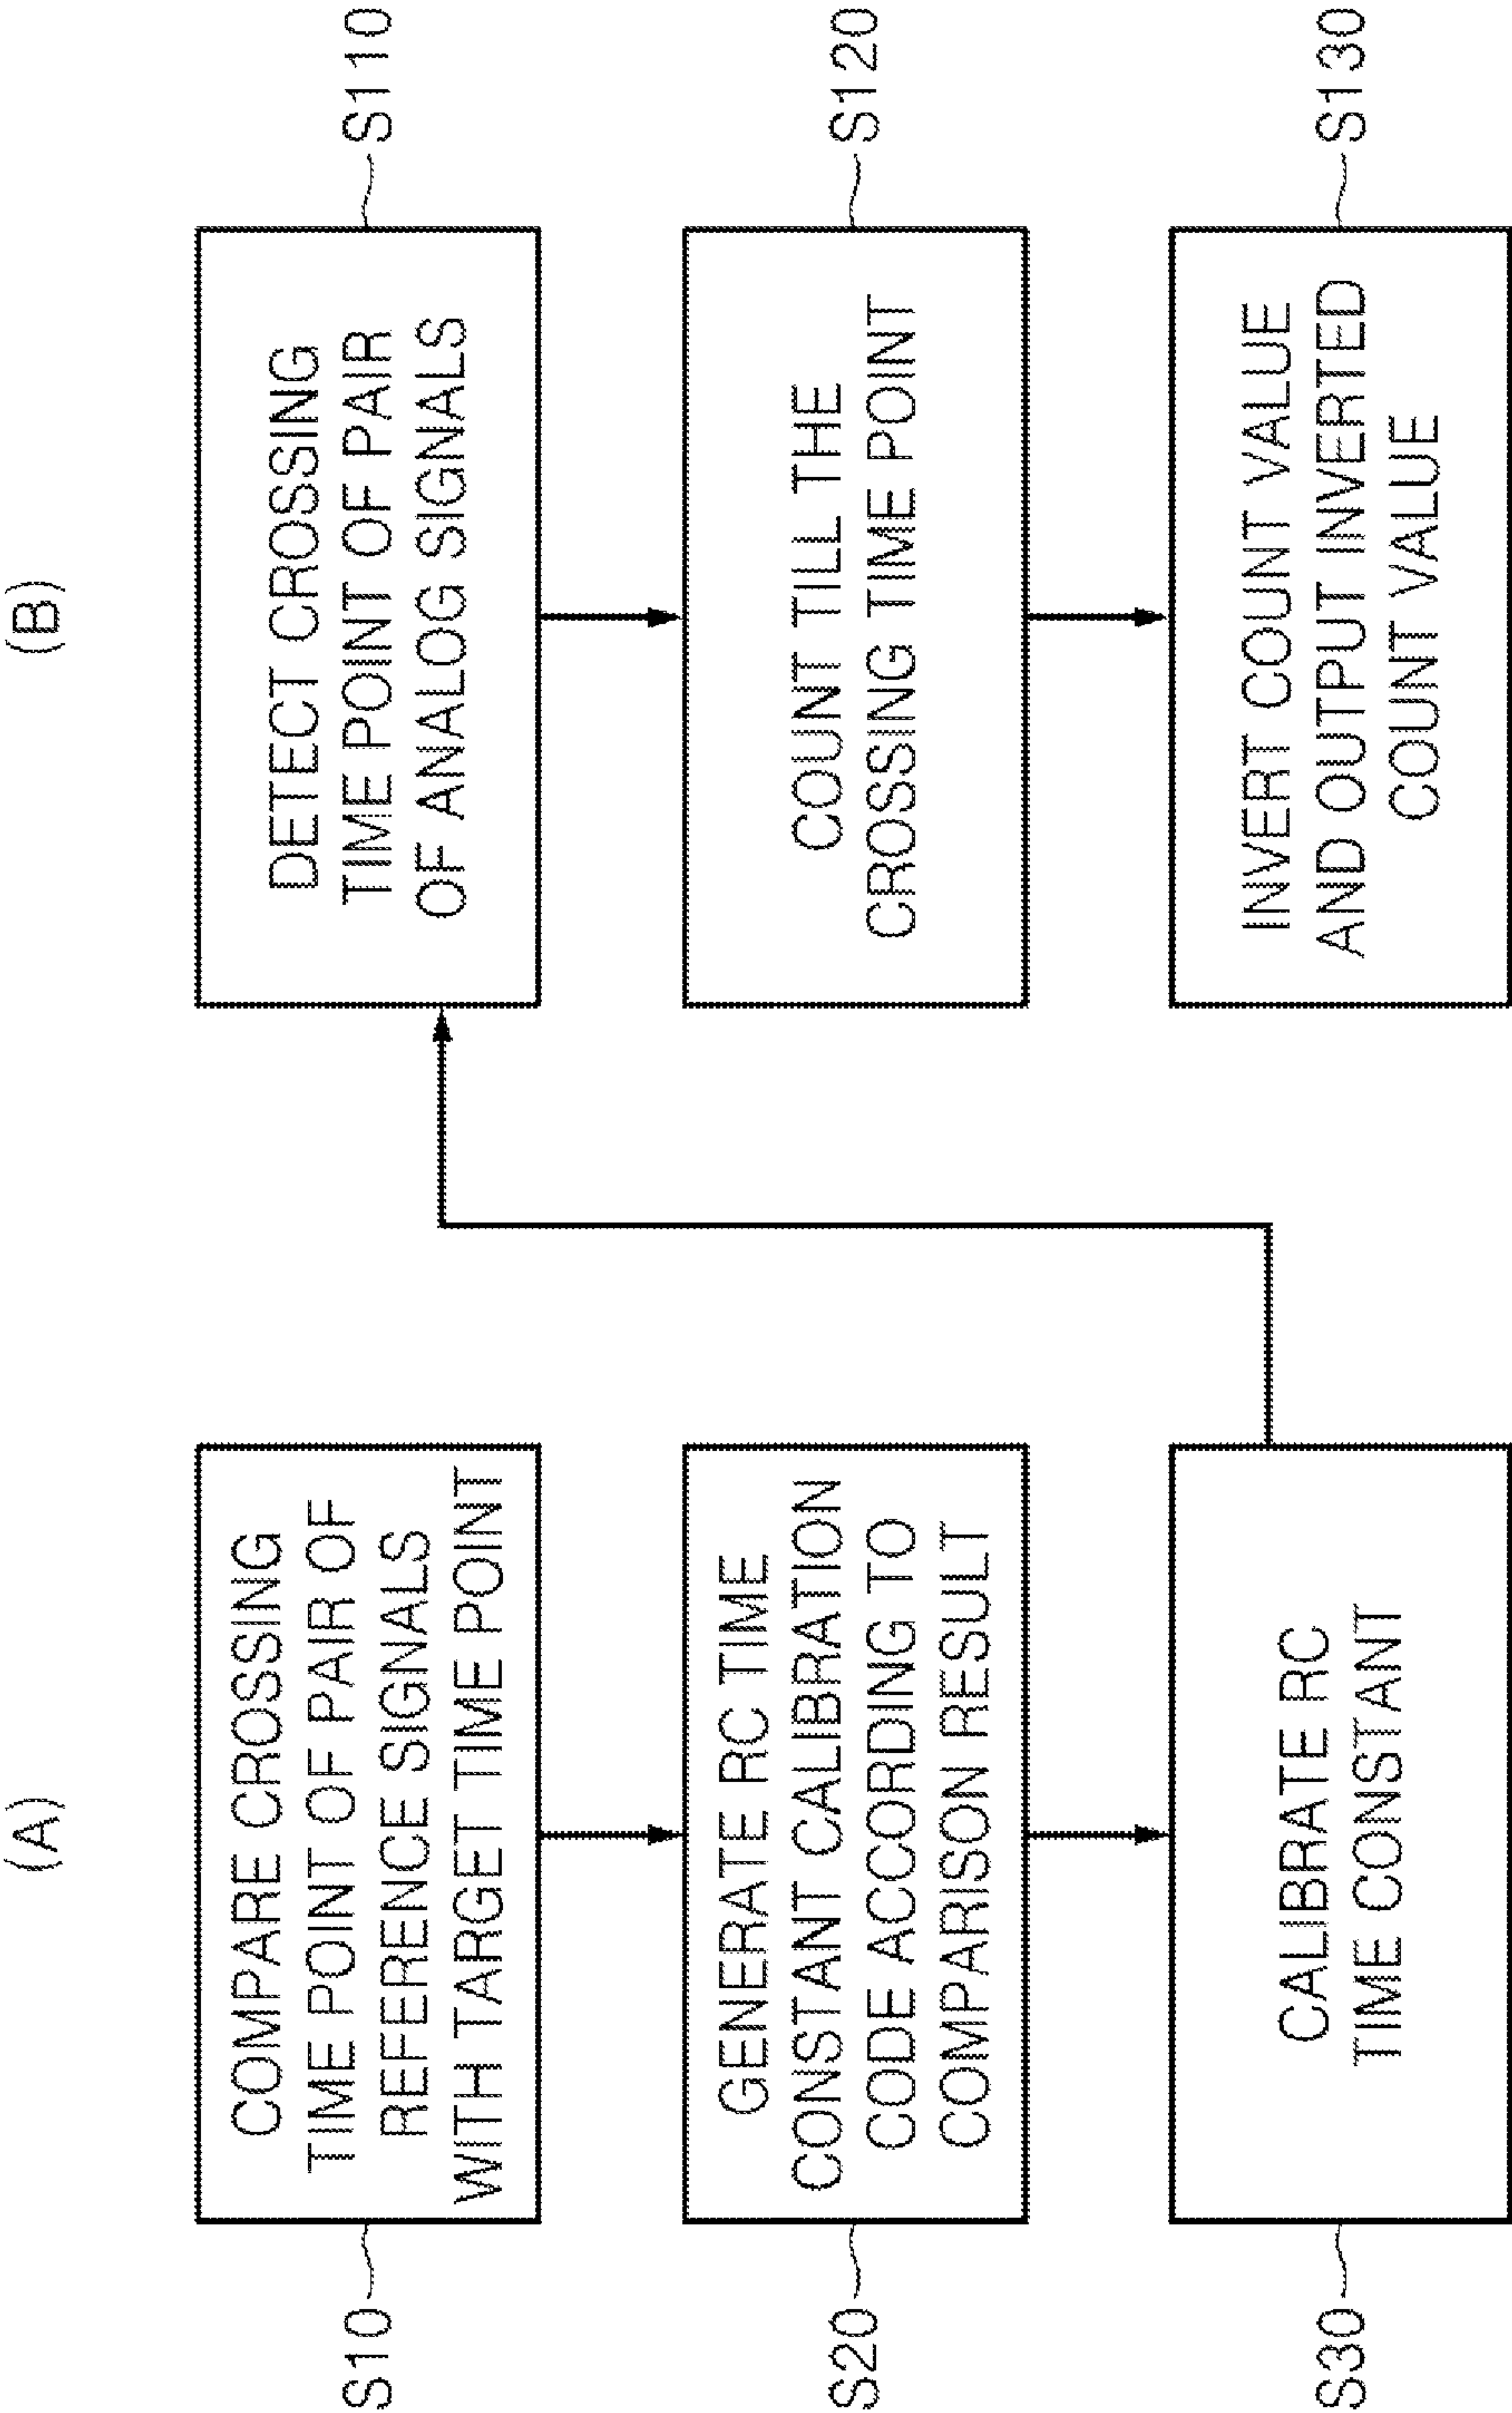 (A)
S10
COMPARE CROSSING
TIME POINT OF PAIR OF
REFERENCE SIGNALS
WITH TARGET TIME POINT
S20
GENERATE RC TIME
CONSTANT CALIBRATION
CODE ACCORDING TO
COMPARISON RESULT
S30
CALIBRATE RC
TIME CONSTANT
(B)
DETECT CROSSING
TIME POINT OF PAIR
OF ANALOG SIGNALS
S110
COUNT TILL THE
CROSSING TIME POINT
S120
INVERT COUNT VALUE
AND OUTPUT INVERTED
COUNT VALUE
S130